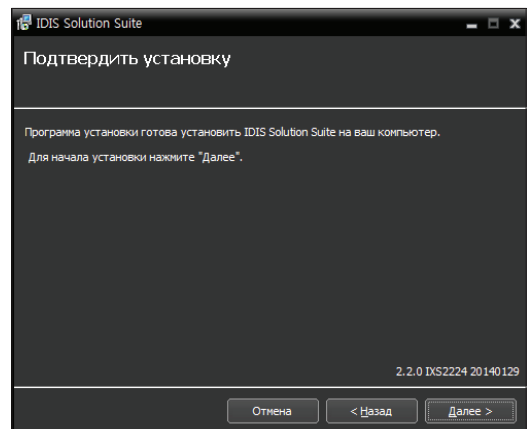 IDIS Solution Suite
Подтвердить установку
Программа установки готова установить IDIS Solution Suite на ваш компьютер.
Для начала установки нажмите "Далее".
2.2.0 IXS2224 20140129
Отмена
< Назад
Далее >